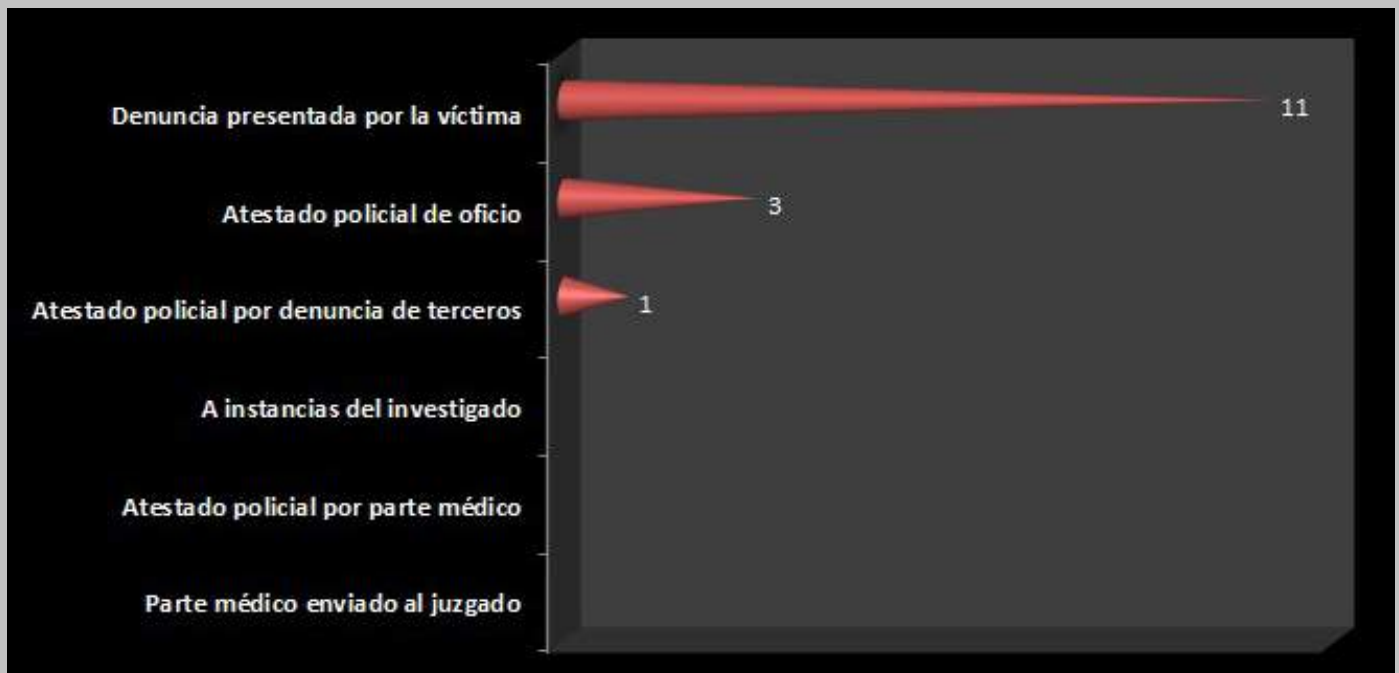 Denuncia presentada por la víctima 11
Atestado policial de oficio 3
Atestado policial por denuncia de terceros 1
A instancias del investigado
Atestado policial por parte médico
Parte médico enviado al juzgado